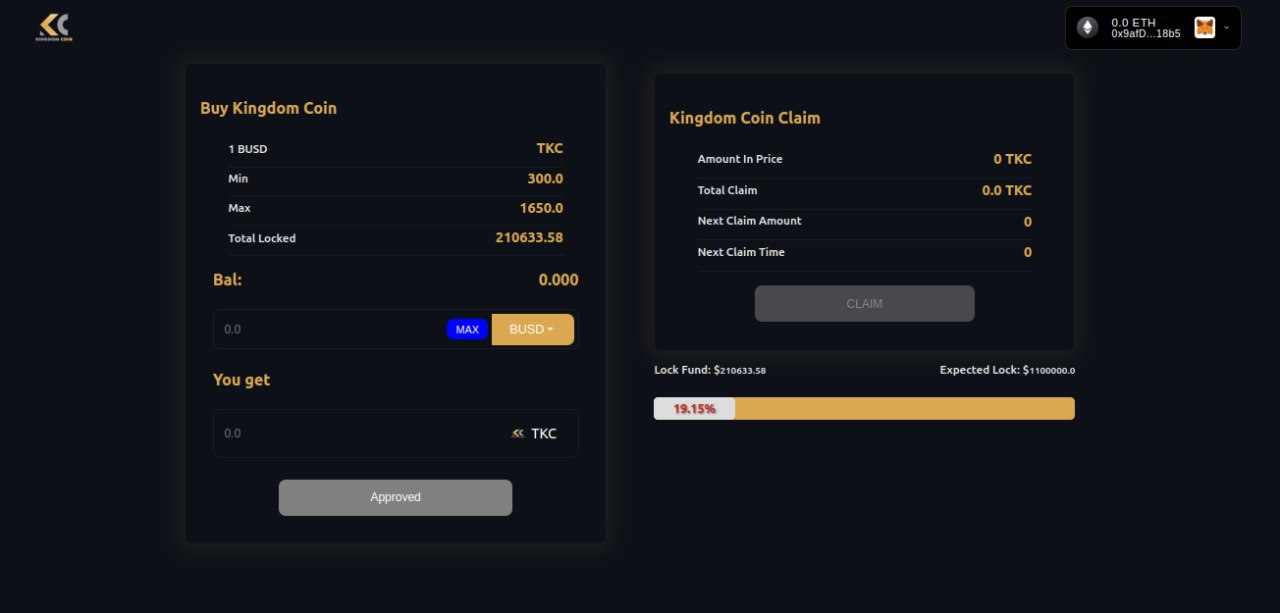 KINGDOM COIN
0.0 ETH
0x9afD...18b5
Buy Kingdom Coin
1 BUSD TKC
Min 300.0
Max 1650.0
Total Locked 210633.58
Bal: 0.000
0.0 MAX BUSD
You get
0.0 TKC
Approved
Kingdom Coin Claim
Amount In Price 0 TKC
Total Claim 0.0 TKC
Next Claim Amount 0
Next Claim Time 0
CLAIM
Lock Fund: $210633.58 Expected Lock: $1100000.0
19.15%